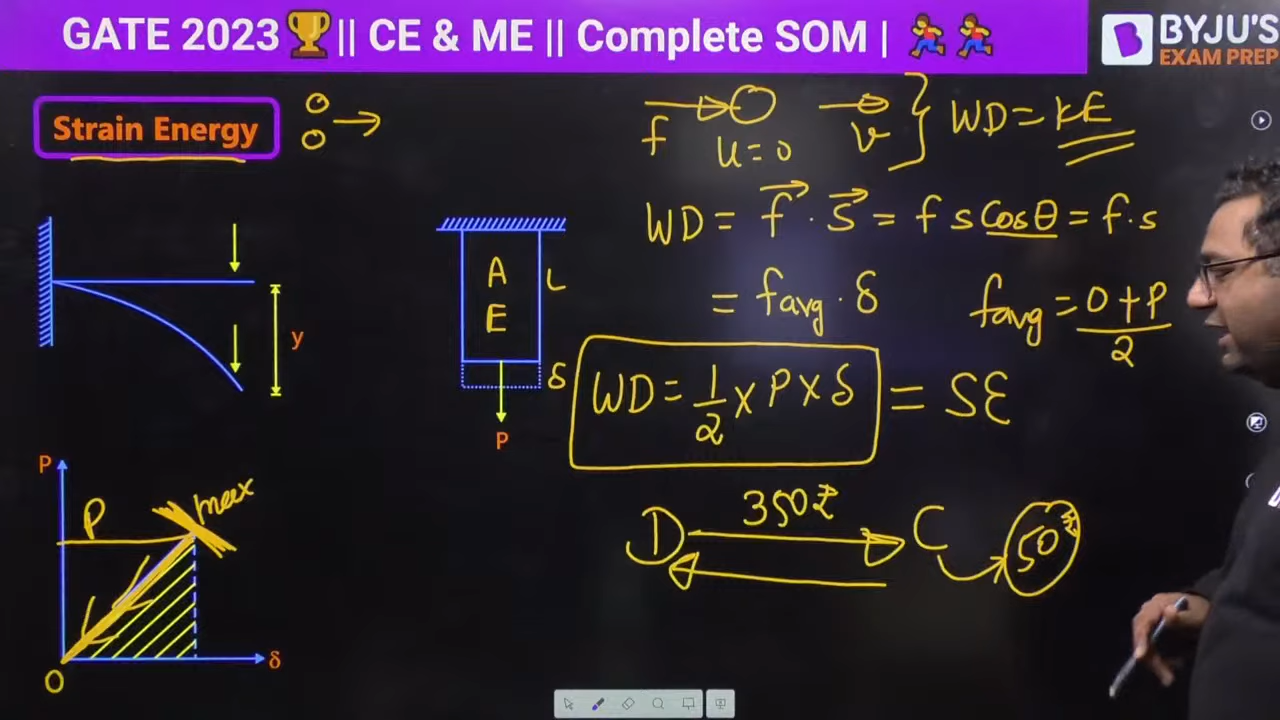 GATE 2023🏆|| CE & ME || Complete SOM | 🏃🏃
BYJU'S
EXAM PREP
Strain Energy
f
u=0
v
WD = KE
WD = f⃗ · s⃗ = f s cosθ = f·s
= favg · δ
favg = 0+P / 2
WD = 1/2 × P × δ = SE
y
A
E
L
δ
P
P
P
max
O
δ
D
350₹
C
50₹